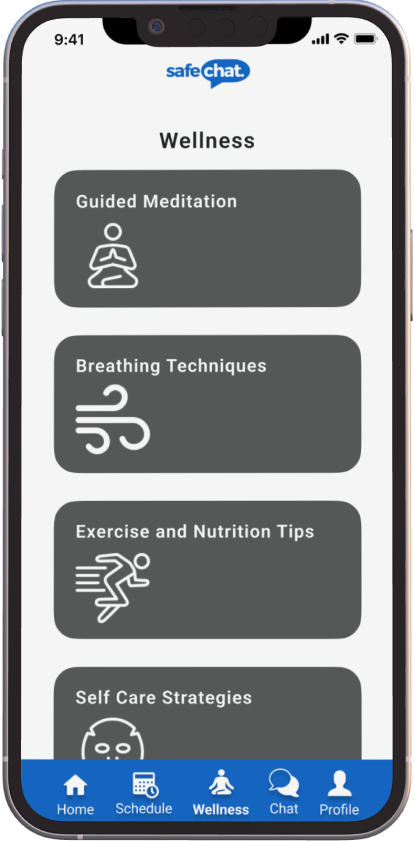 9:41
safechat.
Wellness
Guided Meditation
Breathing Techniques
Exercise and Nutrition Tips
Self Care Strategies
Home Schedule Wellness Chat Profile